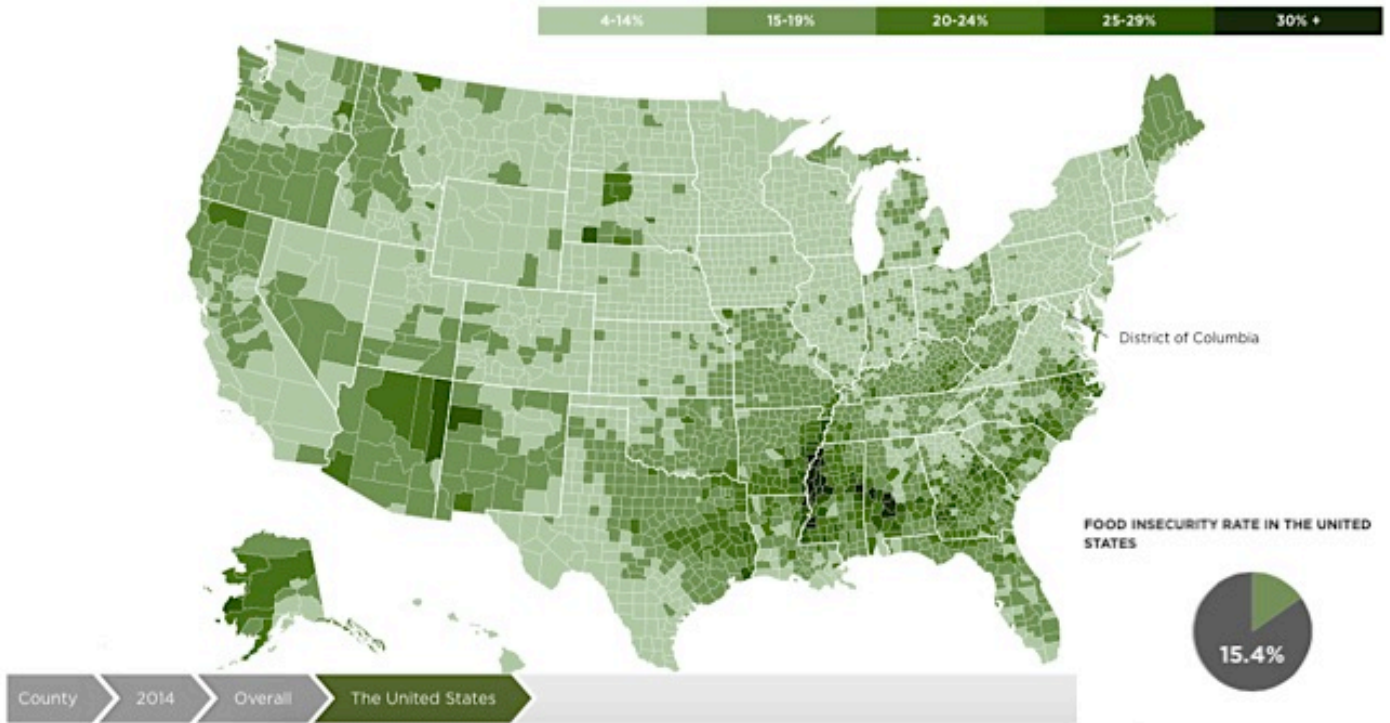 4-14% 15-19% 20-24% 25-29% 30% +
District of Columbia
FOOD INSECURITY RATE IN THE UNITED
STATES
15.4%
County 2014 Overall The United States